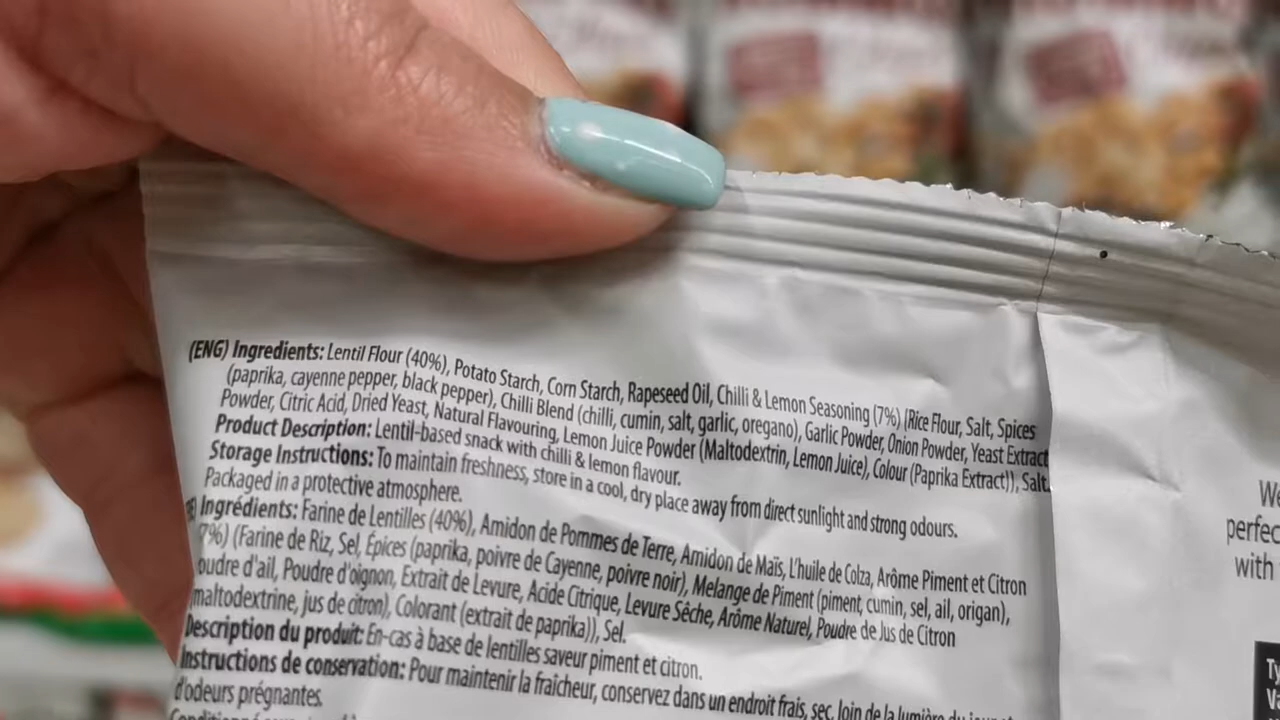 (ENG) Ingredients: Lentil Flour (40%), Potato Starch, Corn Starch, Rapeseed Oil, Chilli & Lemon Seasoning (7%) (Rice Flour, Salt, Spices
(paprika, cayenne pepper, black pepper), Chilli Blend (chilli, cumin, salt, garlic, oregano), Garlic Powder, Onion Powder, Yeast Extract
Powder, Citric Acid, Dried Yeast, Natural Flavouring, Lemon Juice Powder (Maltodextrin, Lemon Juice), Colour (Paprika Extract)), Salt.
Product Description: Lentil-based snack with chilli & lemon flavour.
Storage Instructions: To maintain freshness, store in a cool, dry place away from direct sunlight and strong odours.
Packaged in a protective atmosphere.
Ingrédients: Farine de Lentilles (40%), Amidon de Pommes de Terre, Amidon de Maïs, L'huile de Colza, Arôme Piment et Citron
7%) (Farine de Riz, Sel, Épices (paprika, poivre de Cayenne, poivre noir), Melange de Piment (piment, cumin, sel, ail, origan),
oudre d'ail, Poudre d'oignon, Extrait de Levure, Acide Citrique, Levure Sêche, Arôme Naturel, Poudre de Jus de Citron
maltodextrine, jus de citron), Colorant (extrait de paprika)), Sel.
Description du produit: En-cas à base de lentilles saveur piment et citron.
Instructions de conservation: Pour maintenir la fraîcheur, conservez dans un endroit frais, sec, loin de la lumière du
d'odeurs prégnantes.
W
perfec
with
Ty
Va